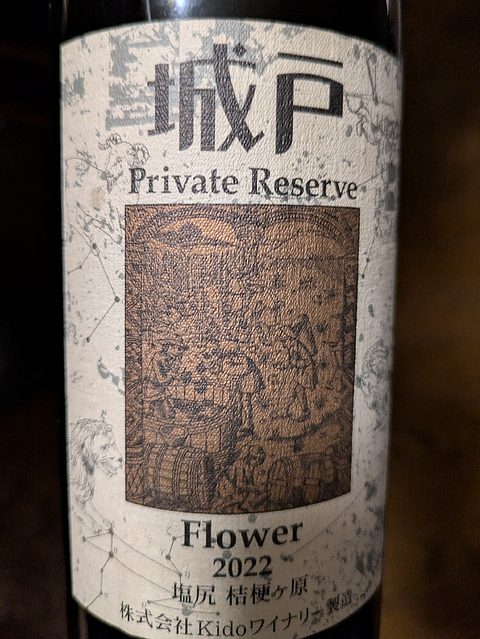 城戸
Private Reserve
Flower
2022
塩尻 桔梗ヶ原
株式会社Kidoワイナリー製造